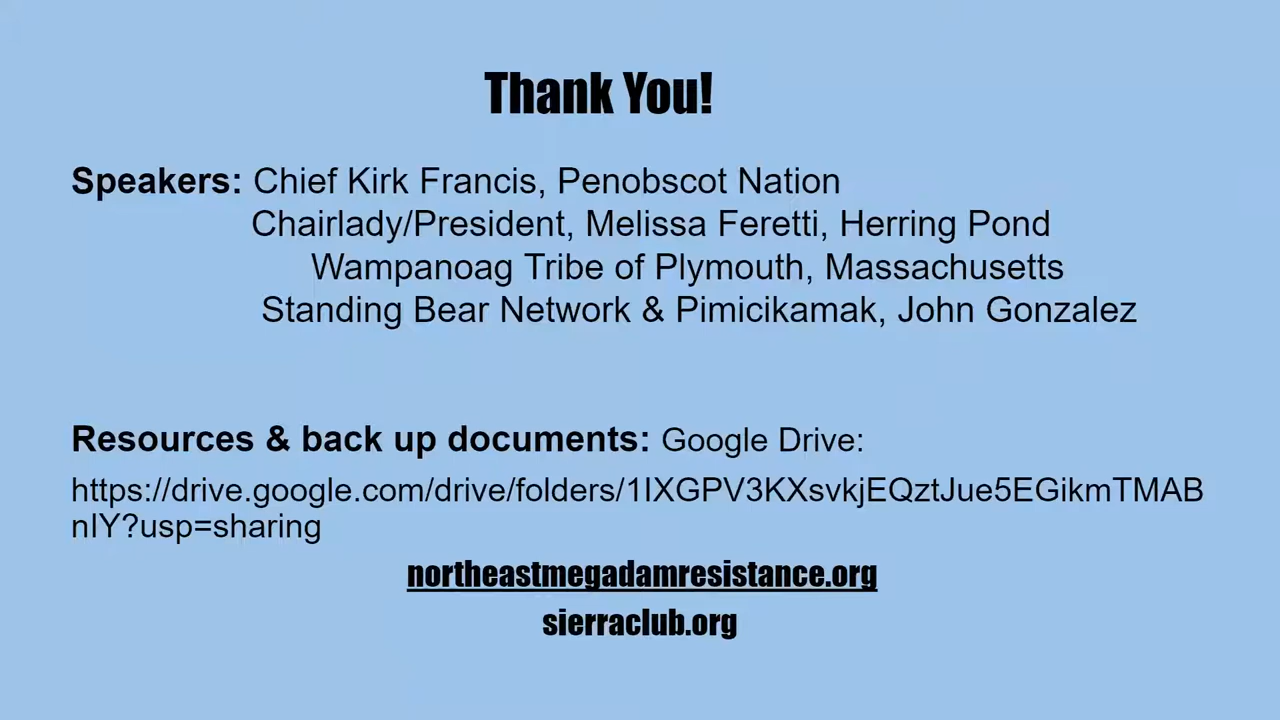 Thank You!
Speakers: Chief Kirk Francis, Penobscot Nation
Chairlady/President, Melissa Feretti, Herring Pond
Wampanoag Tribe of Plymouth, Massachusetts
Standing Bear Network & Pimicikamak, John Gonzalez
Resources & back up documents: Google Drive:
https://drive.google.com/drive/folders/1IXGPV3KXsvkjEQztJue5EGikmTMAB
nIY?usp=sharing
northeastmegadamresistance.org
sierraclub.org